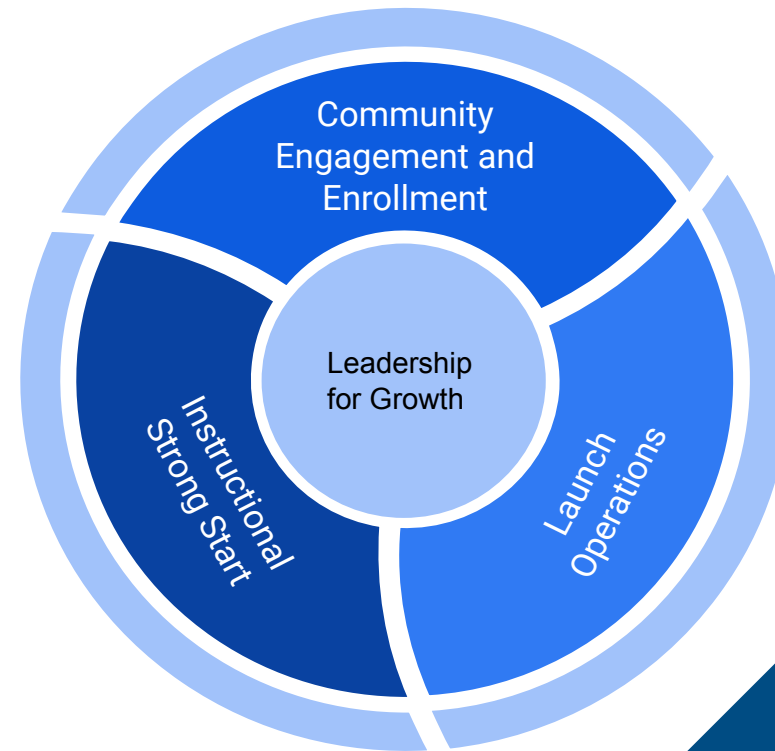 Community
Engagement and
Enrollment
Leadership
for Growth
Instructional
Strong Start
Launch
Operations